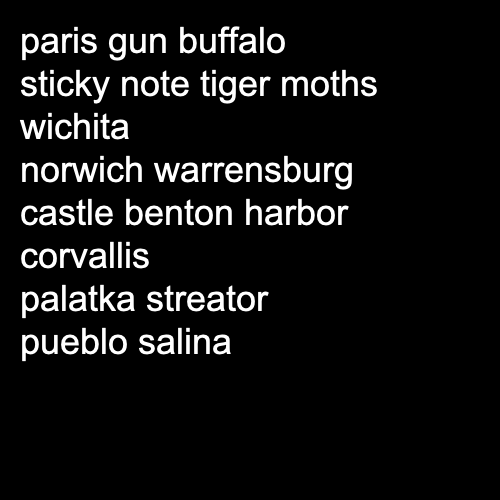 paris gun buffalo
sticky note tiger moths
wichita
norwich warrensburg
castle benton harbor
corvallis
palatka streator
pueblo salina